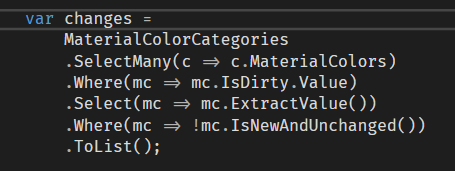 var changes =
MaterialColorCategories
.SelectMany(c => c.MaterialColors)
.Where(mc => mc.IsDirty.Value)
.Select(mc => mc.ExtractValue())
.Where(mc => !mc.IsNewAndUnchanged())
.ToList();